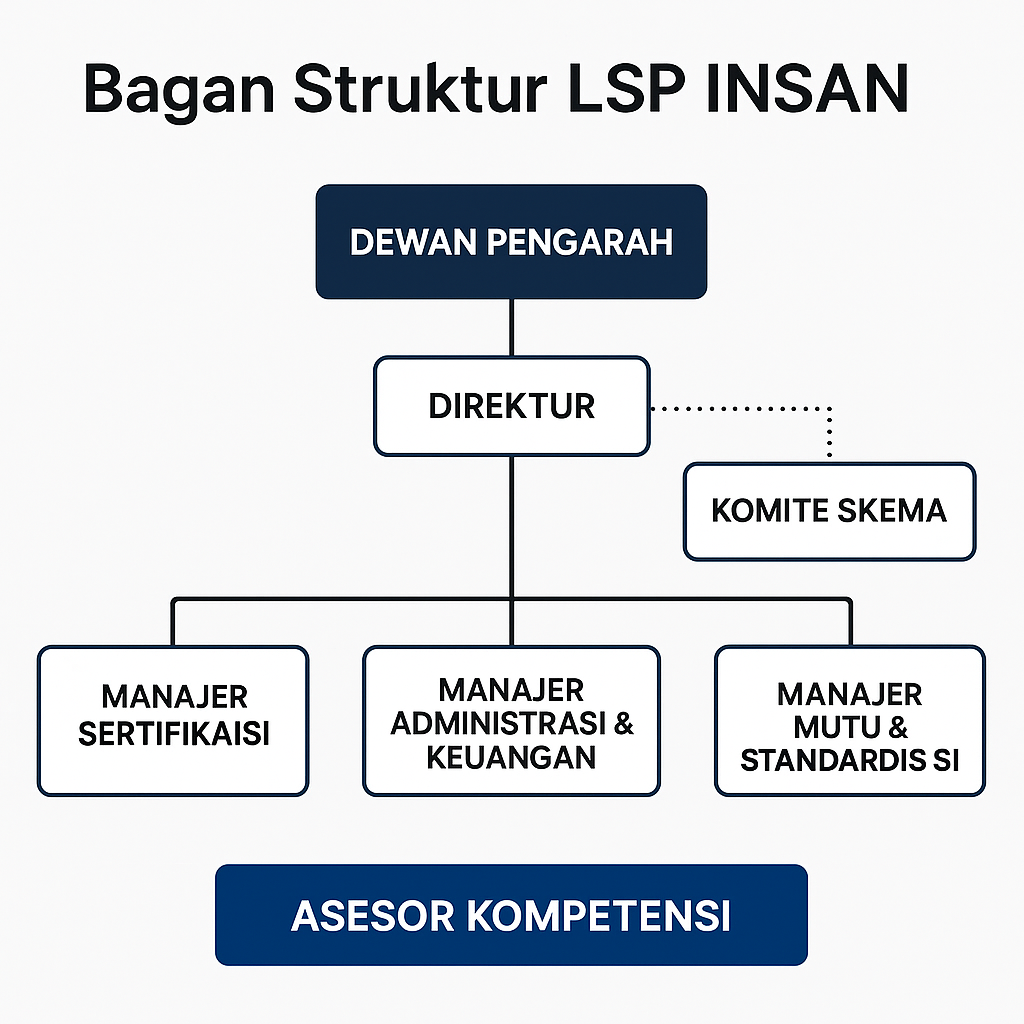 Bagan Struktur LSP INSAN
DEWAN PENGARAH
DIREKTUR
KOMITE SKEMA
MANAJER
SERTIFIKAISI
MANAJER
ADMINISTRASI &
KEUANGAN
MANAJER
MUTU &
STANDARDIS SI
ASESOR KOMPETENSI